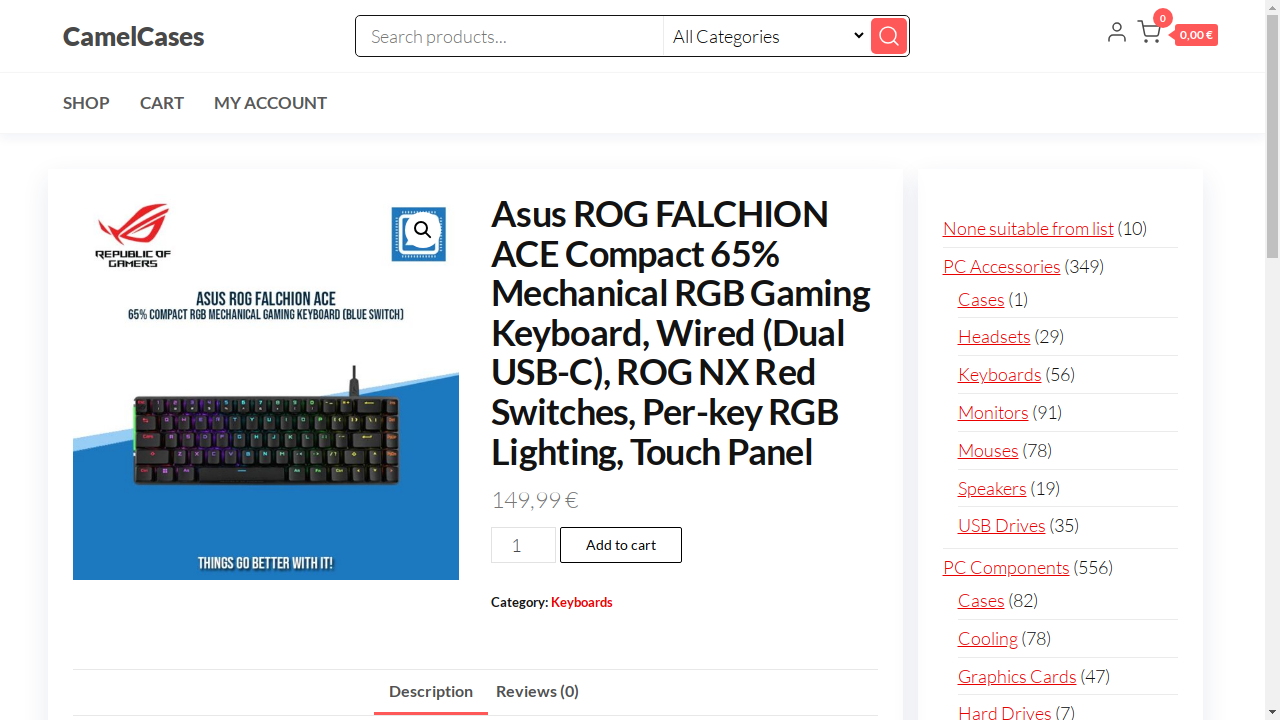 CamelCases
Search products...
All Categories
0
0,00 €
SHOP
CART
MY ACCOUNT
REPUBLIC OF
GAMERS
ASUS ROG FALCHION ACE
65% COMPACT RGB MECHANICAL GAMING KEYBOARD (BLUE SWITCH)
THINGS GO BETTER WITH IT!
Asus ROG FALCHION
ACE Compact 65%
Mechanical RGB Gaming
Keyboard, Wired (Dual
USB-C), ROG NX Red
Switches, Per-key RGB
Lighting, Touch Panel
149,99 €
1
Add to cart
Category: Keyboards
Description
Reviews (0)
None suitable from list (10)
PC Accessories (349)
Cases (1)
Headsets (29)
Keyboards (56)
Monitors (91)
Mouses (78)
Speakers (19)
USB Drives (35)
PC Components (556)
Cases (82)
Cooling (78)
Graphics Cards (47)
Hard Drives (7)